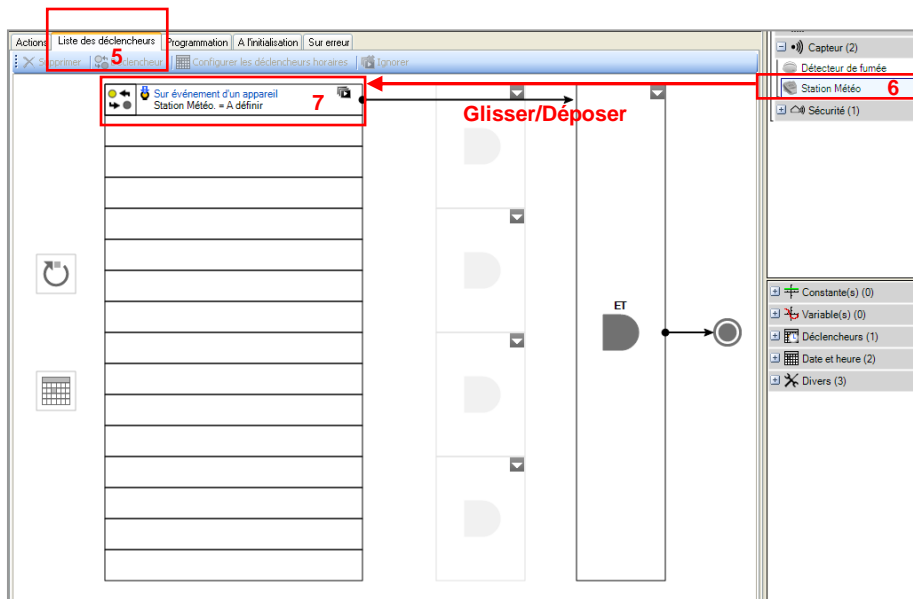 Actions Liste des déclencheurs Programmation A l'initialisation Sur erreur
5
Supprimer Déclencheur Configurer les déclencheurs horaires Ignorer
Sur événement d'un appareil
Station Météo. = A définir
7
Glisser/Déposer
ET
Capteur (2)
Détecteur de fumée
Station Météo
6
Sécurité (1)
Constante(s) (0)
Variable(s) (0)
Déclencheurs (1)
Date et heure (2)
Divers (3)